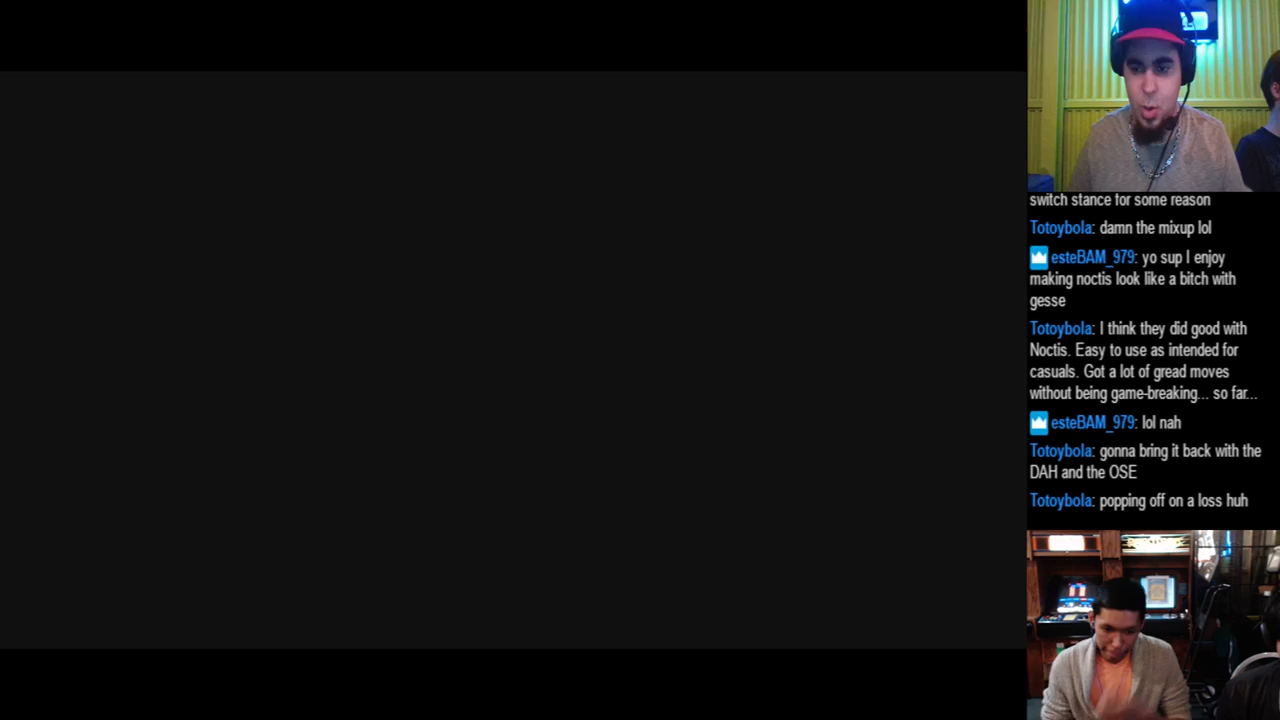 switch stance for some reason
Totoybola: damn the mixup lol
esteBAM_979: yo sup I enjoy
making noctis look like a bitch with
gesse
Totoybola: I think they did good with
Noctis. Easy to use as intended for
casuals. Got a lot of gread moves
without being game-breaking... so far...
esteBAM_979: lol nah
Totoybola: gonna bring it back with the
DAH and the OSE
Totoybola: popping off on a loss huh